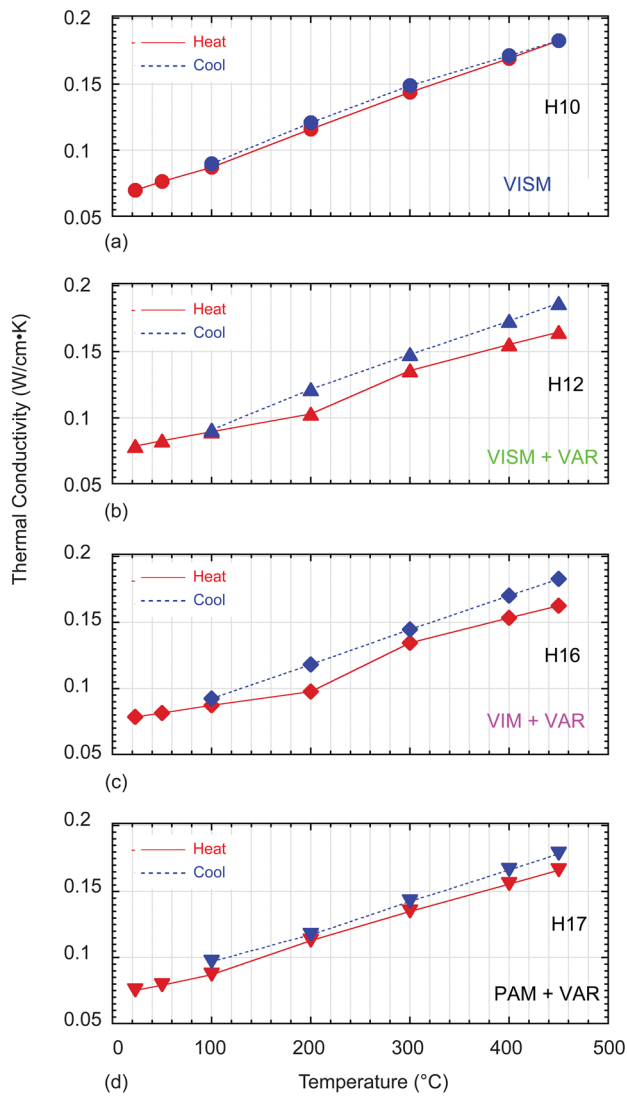 0.2
Heat
Cool
0.15
H10
0.1
VISM
0.05
(a)
0.2
Heat
Cool
0.15
H12
0.1
VISM + VAR
0.05
(b)
Thermal Conductivity (W/cm•K)
0.2
Heat
Cool
0.15
H16
0.1
VIM + VAR
0.05
(c)
0.2
Heat
Cool
0.15
H17
0.1
PAM + VAR
0.05
0 100 200 300 400 500
(d) Temperature (°C)